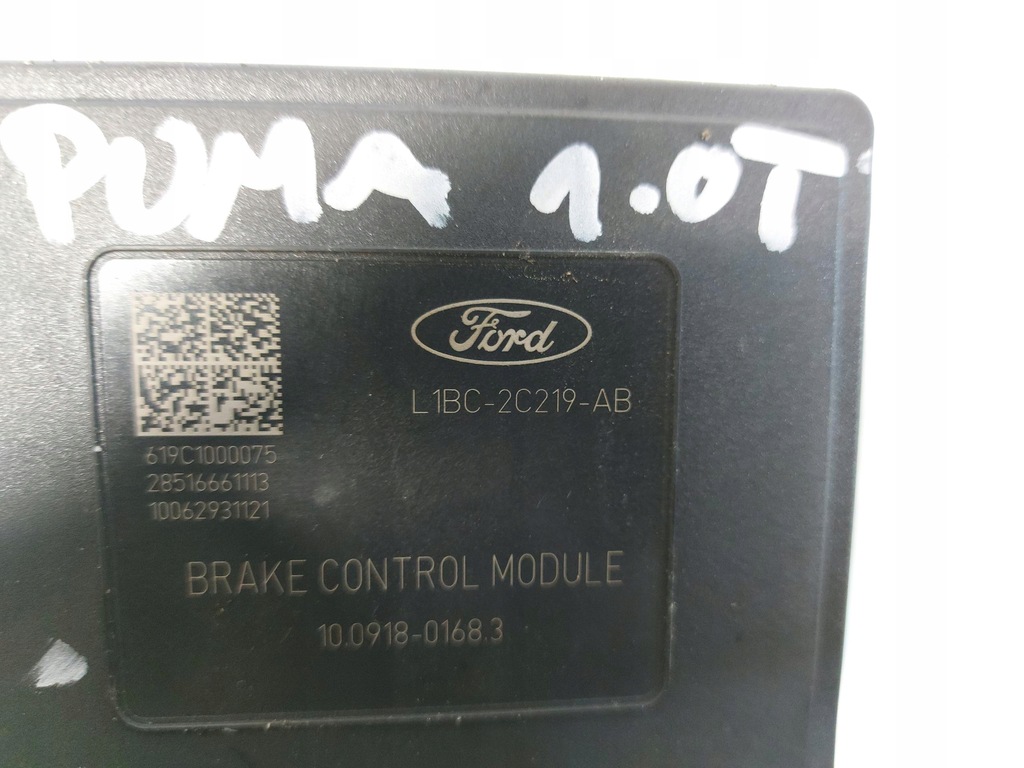 PUMA 1.0T
Ford
L1BC-2C219-AB
619C1000075
28516661113
10062931121
BRAKE CONTROL MODULE
10.0918-0168.3